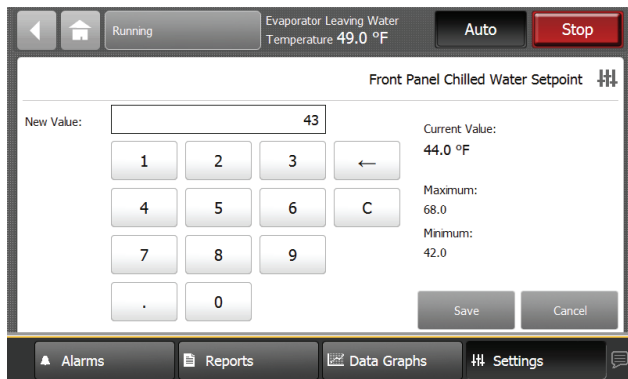 Running
Evaporator Leaving Water
Temperature 49.0 °F
Auto
Stop
Front Panel Chilled Water Setpoint
New Value:
43
Current Value:
44.0 °F
1 2 3 ←
4 5 6 C
Maximum:
68.0
Minimum:
42.0
7 8 9
. 0
Save
Cancel
Alarms
Reports
Data Graphs
Settings